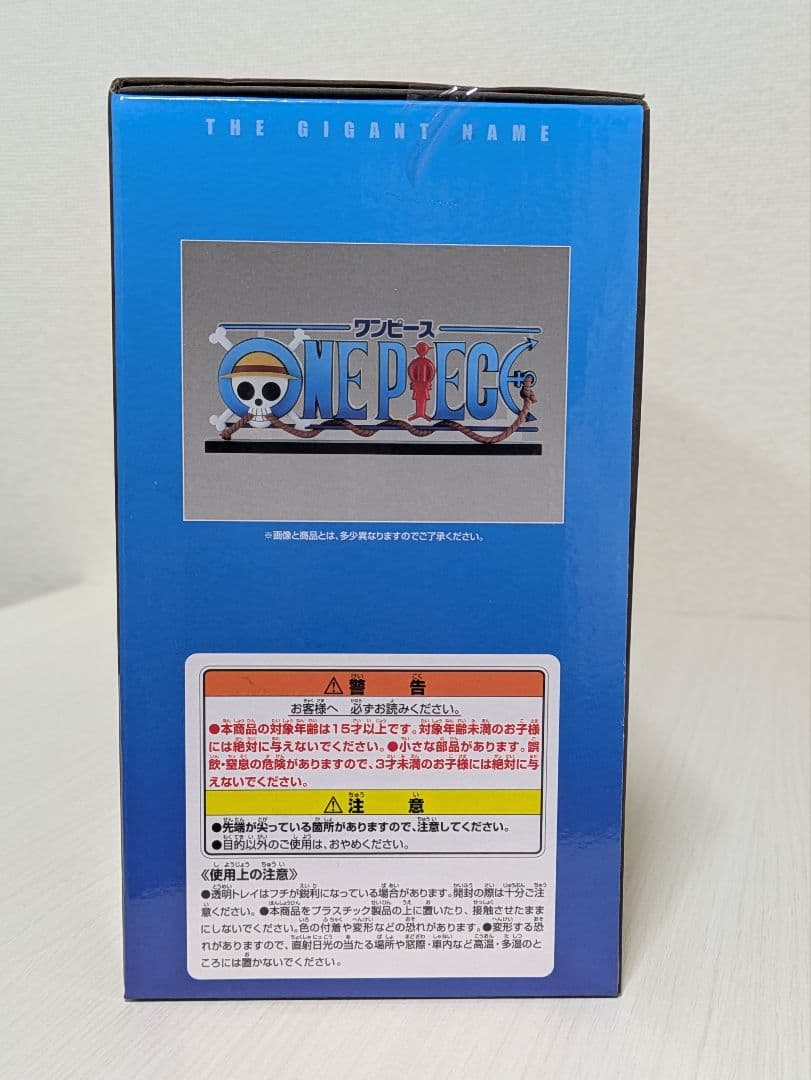 THE GIGANT NAME
ワンピース
ONE PIECE
※画像と商品とは、多少異なりますのでご了承ください。
⚠警告
お客様へ 必ずお読みください。
●本商品の対象年齢は15才以上です。対象年齢未満のお子様
には絶対に与えないでください。●小さな部品があります。誤
飲・窒息の危険がありますので、3才未満のお子様には絶対に与
えないでください。
⚠注意
●先端が尖っている箇所がありますので、注意してください。
●目的以外のご使用は、おやめください。
《使用上の注意》
●透明トレイはフチが鋭利になっている場合があります。開封の際は十分ご注
意ください。●本商品をプラスチック製品の上に置いたり、接触させたまま
にしないでください。色の付着や変形などの恐れがあります。●変形する恐
れがありますので、直射日光の当たる場所や窓際・車内など高温・多湿のと
ころには置かないでください。